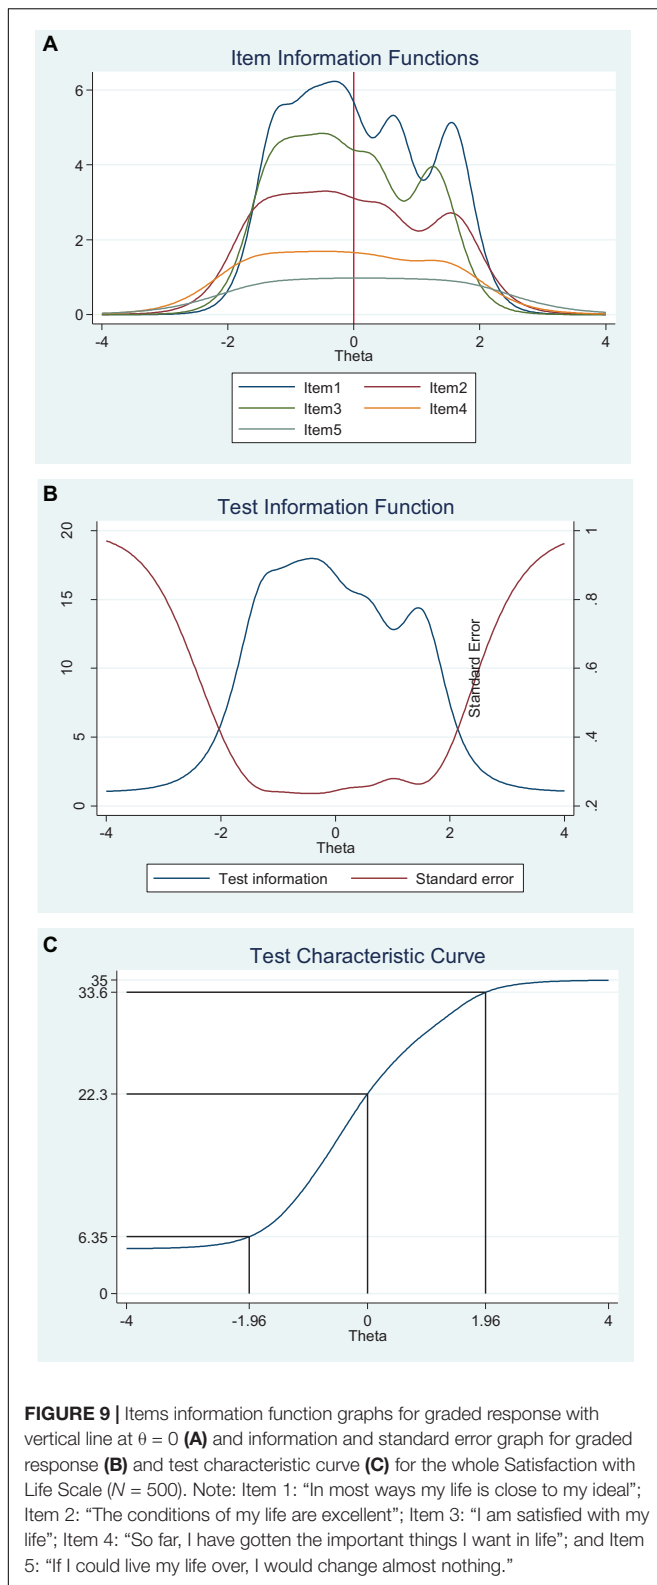 A
Item Information Functions
6
4
2
0
-4 -2 0 2 4
Theta
Item1 Item2
Item3 Item4
Item5
B
Test Information Function
20 1
15 .8
10 .6
5 .4
0 .2
Standard Error
-4 -2 0 2 4
Theta
Test information Standard error
C
Test Characteristic Curve
35
33.6
22.3
6.35
0
-4 -1.96 0 1.96 4
Theta
FIGURE 9 | Items information function graphs for graded response with
vertical line at θ = 0 (A) and information and standard error graph for graded
response (B) and test characteristic curve (C) for the whole Satisfaction with
Life Scale (N = 500). Note: Item 1: “In most ways my life is close to my ideal”;
Item 2: “The conditions of my life are excellent”; Item 3: “I am satisfied with my
life”; Item 4: “So far, I have gotten the important things I want in life”; and Item
5: “If I could live my life over, I would change almost nothing.”